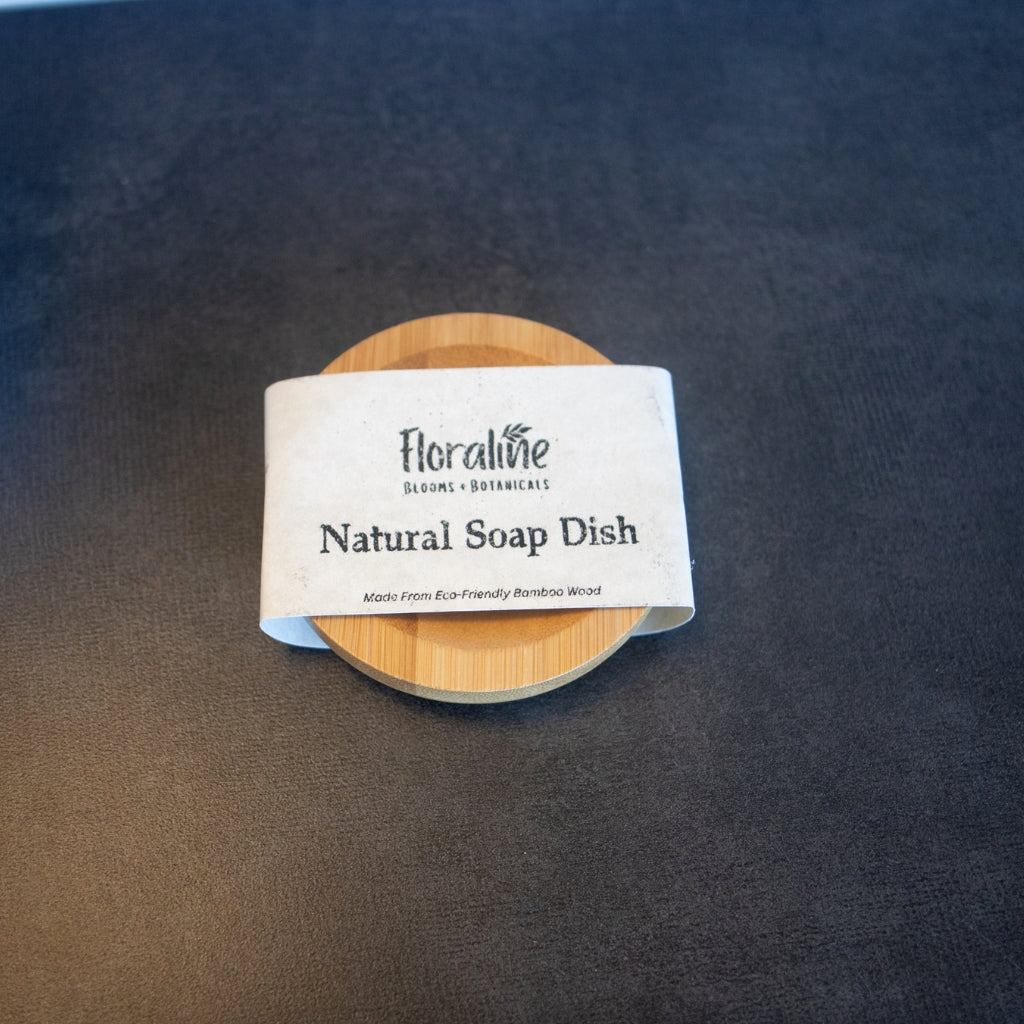 Floraline
BLOOMS + BOTANICALS
Natural Soap Dish
Made From Eco-Friendly Bamboo Wood